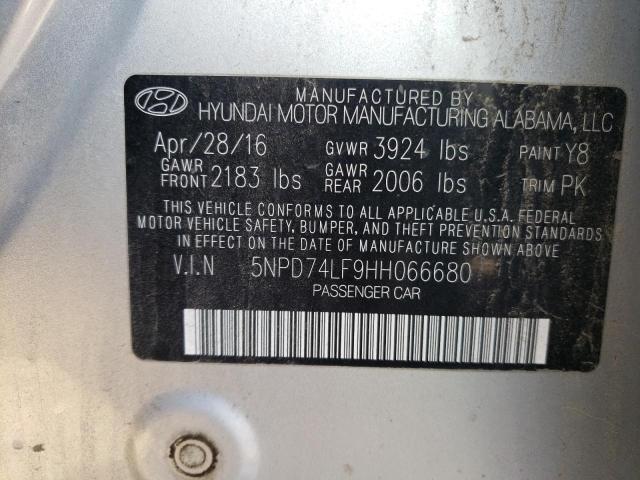 MANUFACTURED BY
HYUNDAI MOTOR MANUFACTURING ALABAMA, LLC
Apr/28/16 GVWR 3924 lbs PAINT Y8
GAWR FRONT 2183 lbs GAWR REAR 2006 lbs TRIM PK
THIS VEHICLE CONFORMS TO ALL APPLICABLE U.S.A. FEDERAL
MOTOR VEHICLE SAFETY, BUMPER, AND THEFT PREVENTION STANDARDS
IN EFFECT ON THE DATE OF MANUFACTURE SHOWN ABOVE
V.I.N 5NPD74LF9HH066680
PASSENGER CAR